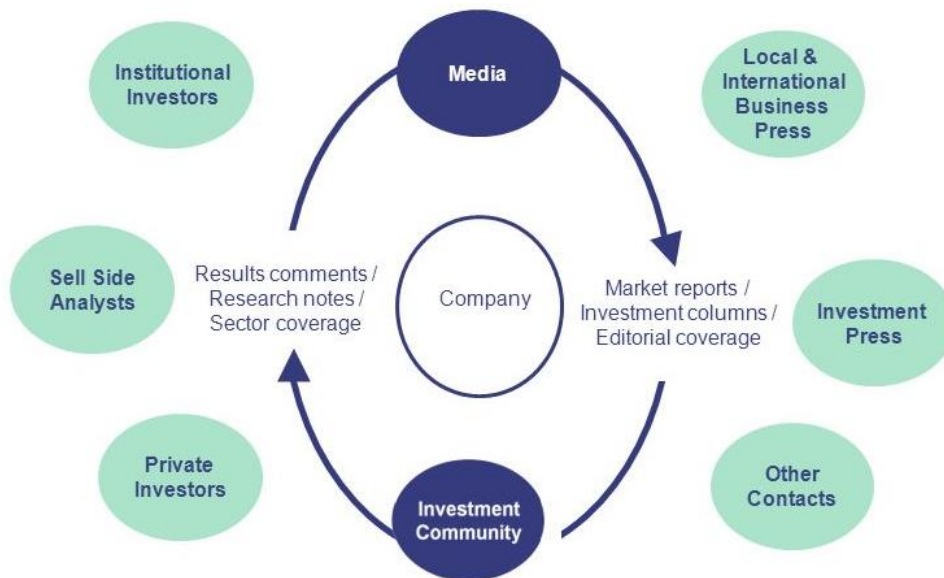 Media
Institutional
Investors
Local &
International
Business
Press
Sell Side
Analysts
Results comments /
Research notes /
Sector coverage
Company
Market reports /
Investment columns /
Editorial coverage
Investment
Press
Private
Investors
Investment
Community
Other
Contacts